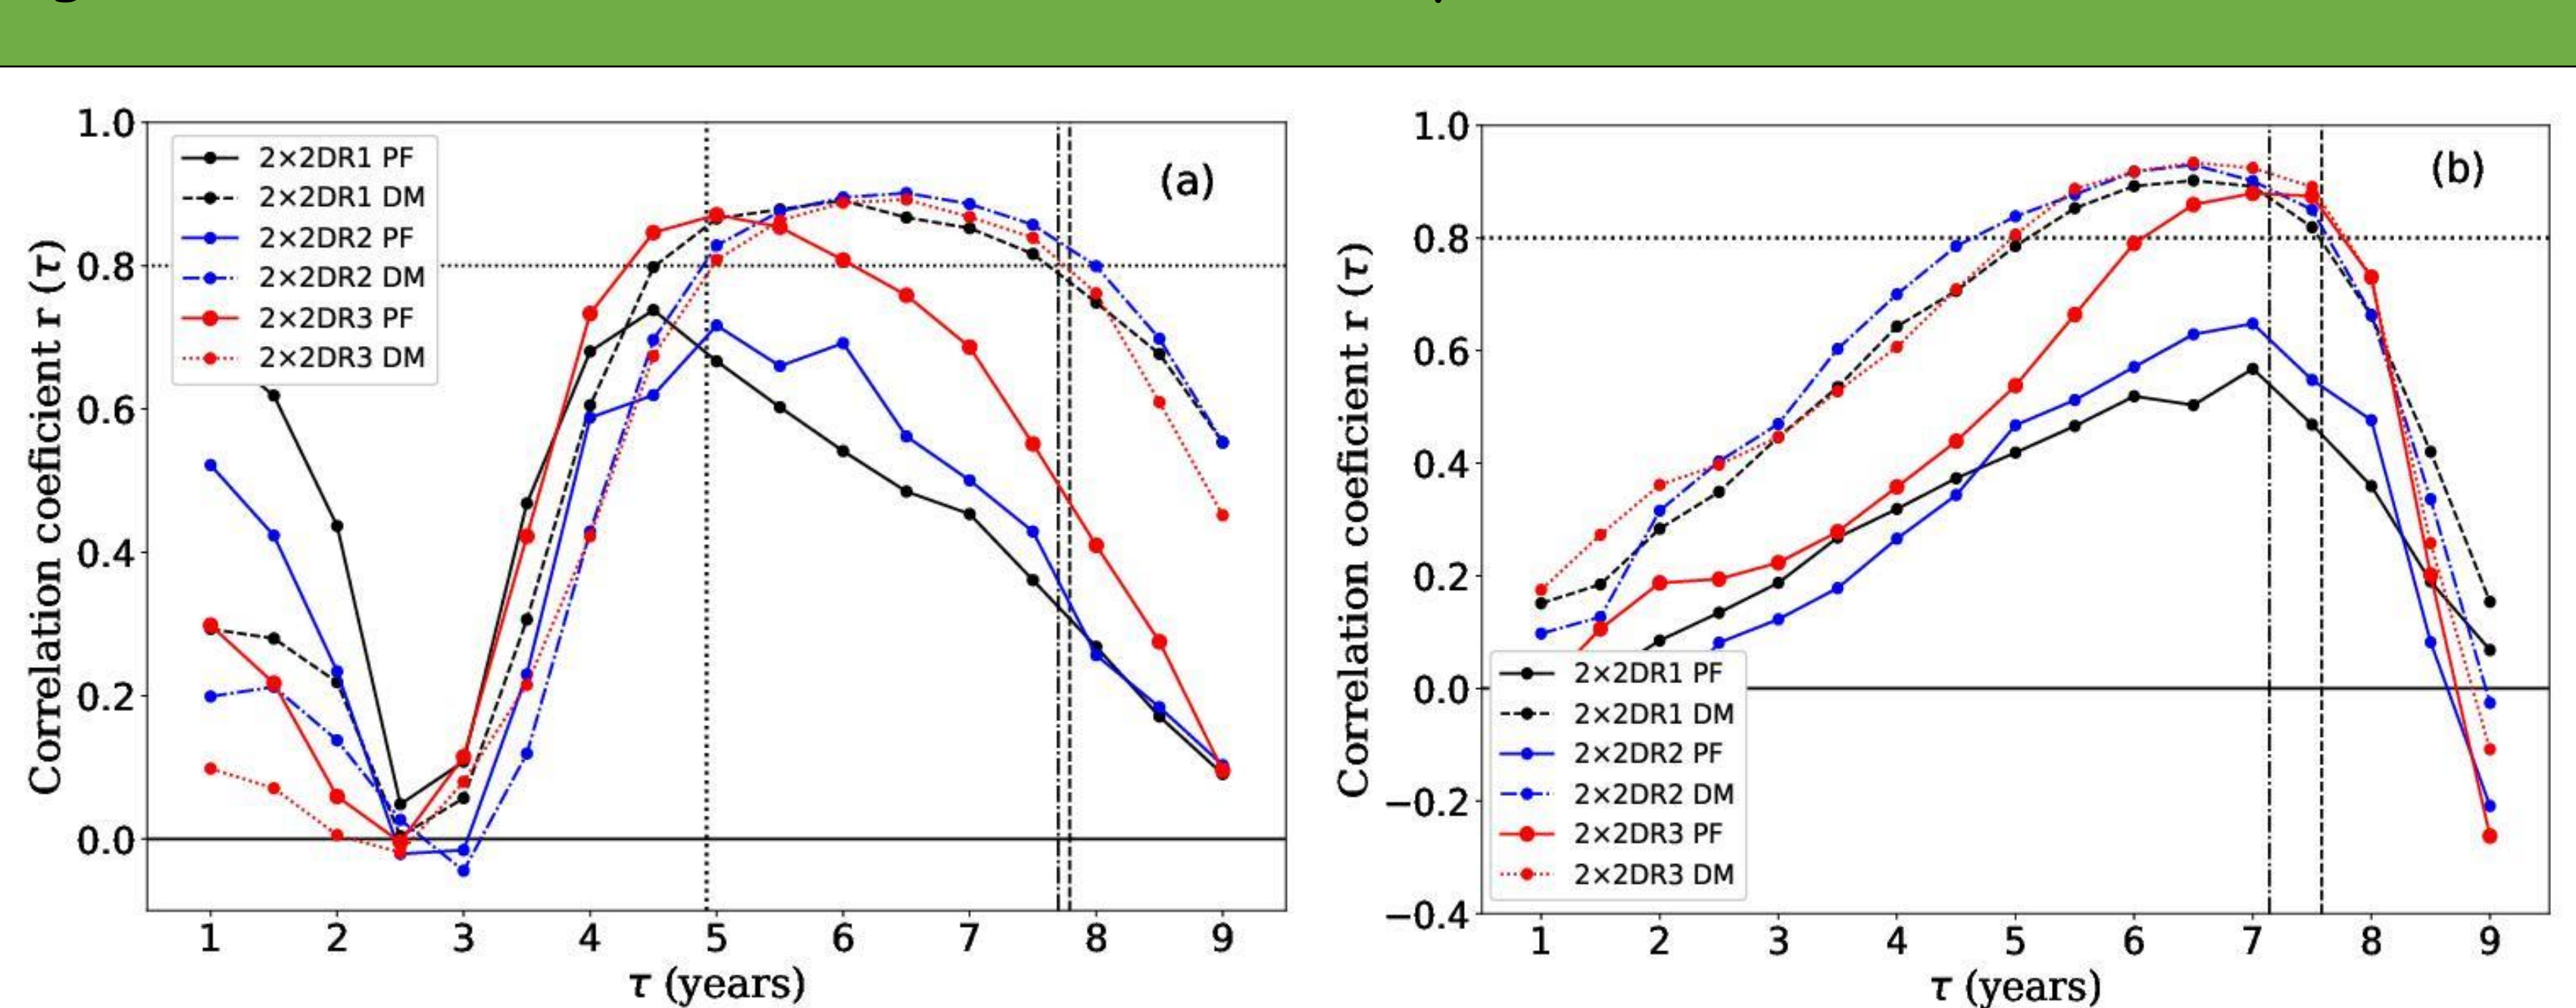 1.0
0.8
0.6
0.4
0.2
0.0
Correlation coeficient r (τ)
2×2DR1 PF
2×2DR1 DM
2×2DR2 PF
2×2DR2 DM
2×2DR3 PF
2×2DR3 DM
(a)
1 2 3 4 5 6 7 8 9
τ (years)
1.0
0.8
0.6
0.4
0.2
0.0
−0.2
−0.4
Correlation coeficient r (τ)
(b)
2×2DR1 PF
2×2DR1 DM
2×2DR2 PF
2×2DR2 DM
2×2DR3 PF
2×2DR3 DM
1 2 3 4 5 6 7 8 9
τ (years)